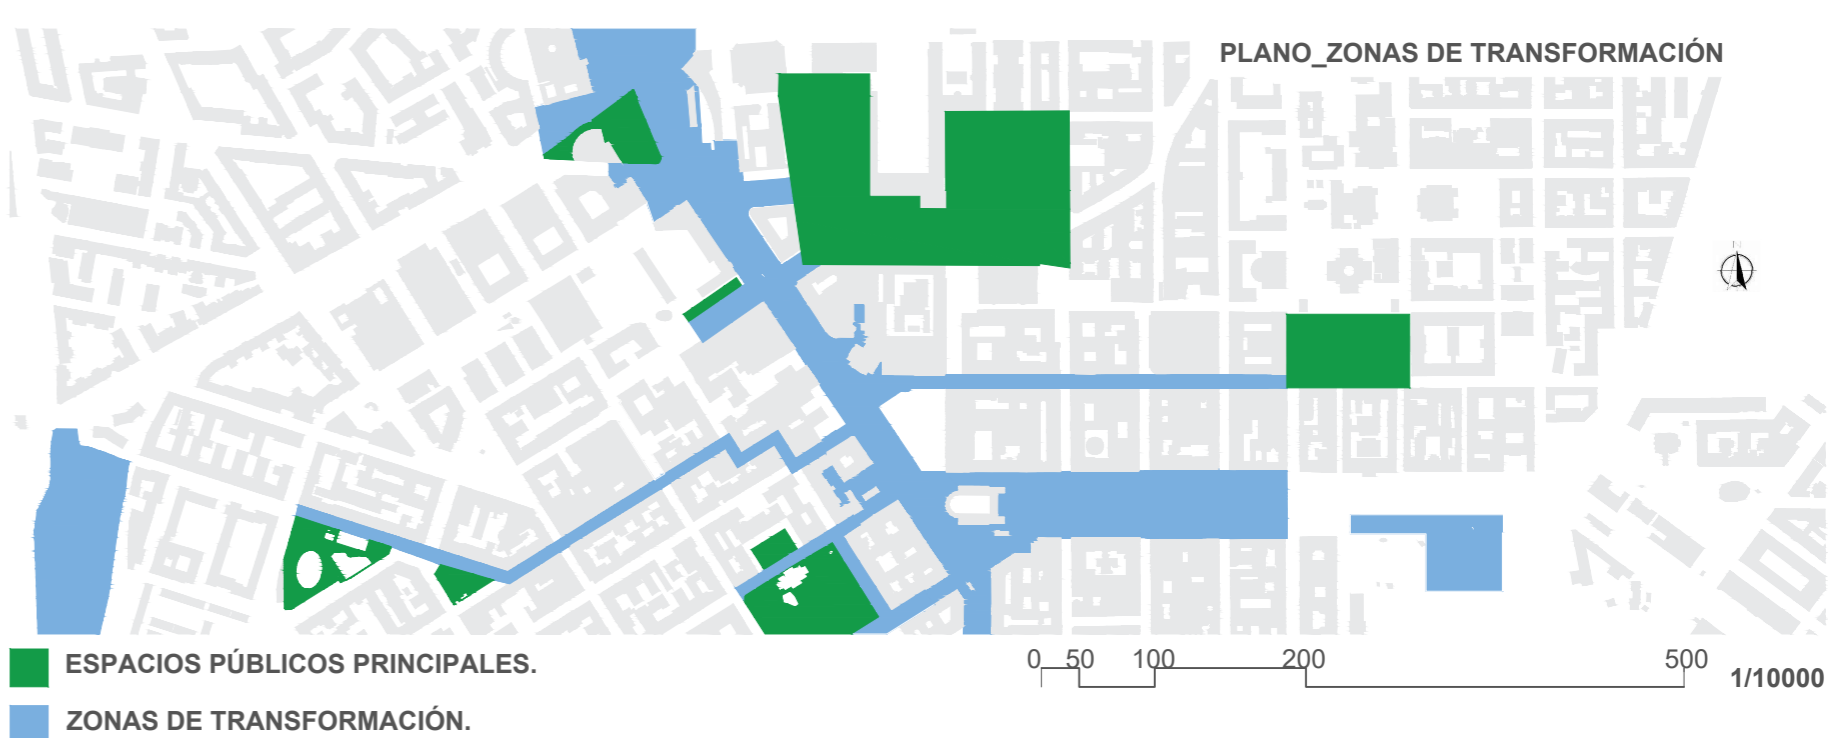 PLANO_ZONAS DE TRANSFORMACIÓN
N
ESPACIOS PÚBLICOS PRINCIPALES.
0 50 100 200 500
1/10000
ZONAS DE TRANSFORMACIÓN.